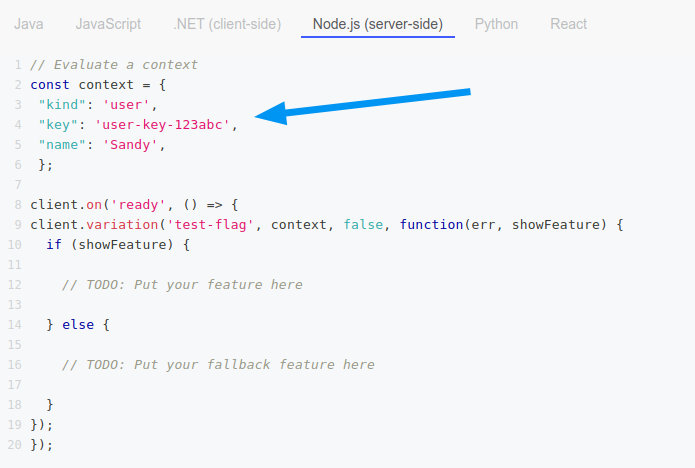 Java JavaScript .NET (client-side) Node.js (server-side) Python React
1 // Evaluate a context
2 const context = {
3  "kind": 'user',
4  "key": 'user-key-123abc',
5  "name": 'Sandy',
6  };
7
8 client.on('ready', () => {
9 client.variation('test-flag', context, false, function(err, showFeature) {
10   if (showFeature) {
11
12     // TODO: Put your feature here
13
14   } else {
15
16     // TODO: Put your fallback feature here
17
18   }
19 });
20 });